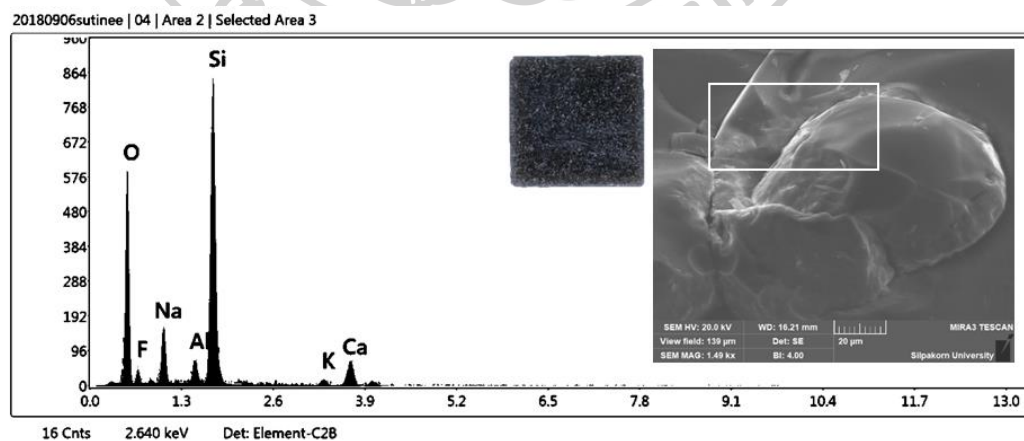 20180906sutinee | 04 | Area 2 | Selected Area 3
960
864
768
672
576
480
384
288
192
96
0
Si
O
F
Na
Al
K
Ca
0.0 1.3 2.6 3.9 5.2 6.5 7.8 9.1 10.4 11.7 13.0
16 Cnts 2.640 keV Det: Element-C2B
SEM HV: 20.0 kV WD: 16.21 mm MIRA3 TESCAN
View field: 139 µm Det: SE 20 µm
SEM MAG: 1.49 kx BI: 4.00 Silpakorn University